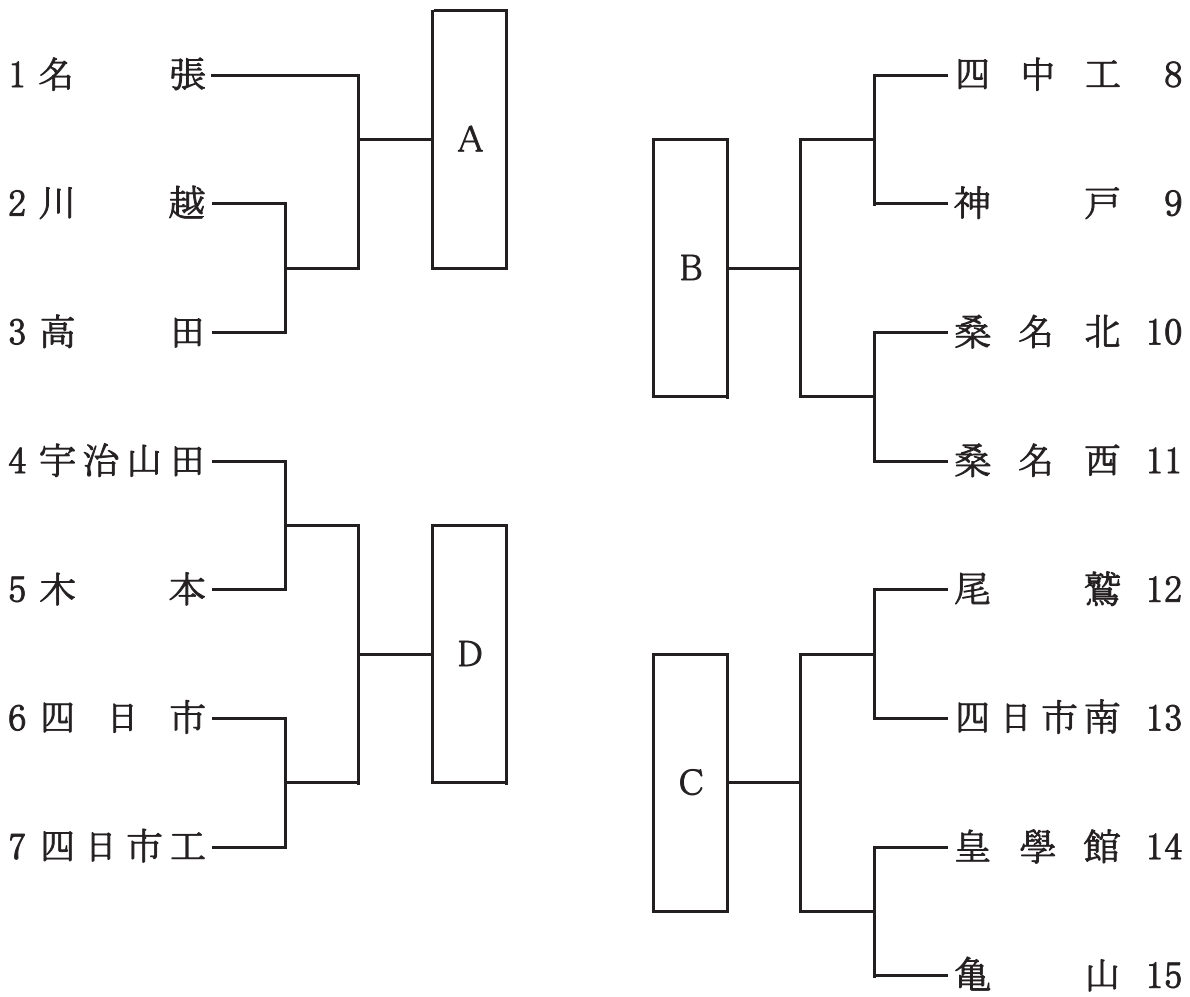 1 名張
2 川越
3 高田
4 宇治山田
5 木本
6 四日市
7 四日市工
A
D
B
C
四中工 8
神戸 9
桑名北 10
桑名西 11
尾鷲 12
四日市南 13
皇學館 14
亀山 15